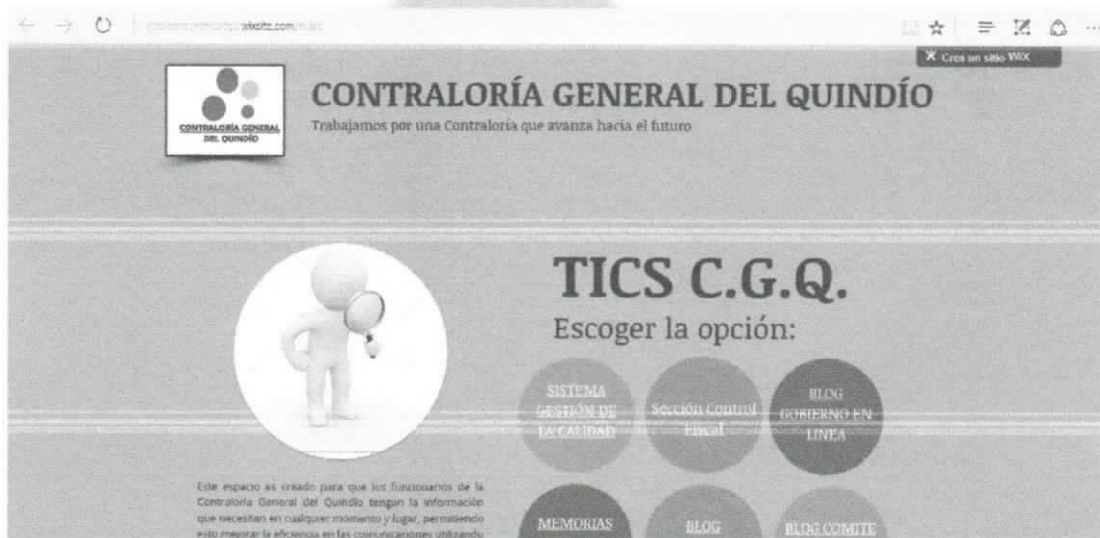 wixsite.com
X Crea un sitio WiX
CONTRALORÍA GENERAL
DEL QUINDÍO
CONTRALORÍA GENERAL DEL QUINDÍO
Trabajamos por una Contraloría que avanza hacia el futuro
TICS C.G.Q.
Escoger la opción:
SISTEMA
GESTIÓN DE
LA CALIDAD
Sección Control
Fiscal
BLOG
GOBIERNO EN
LINEA
Este espacio es creado para que los funcionarios de la
Contraloría General del Quindío tengan la información
que necesitan en cualquier momento y lugar, permitiendo
esto mejorar la eficiencia en las comunicaciones utilizando
MEMORIAS
BLOG
BLOG COMITE